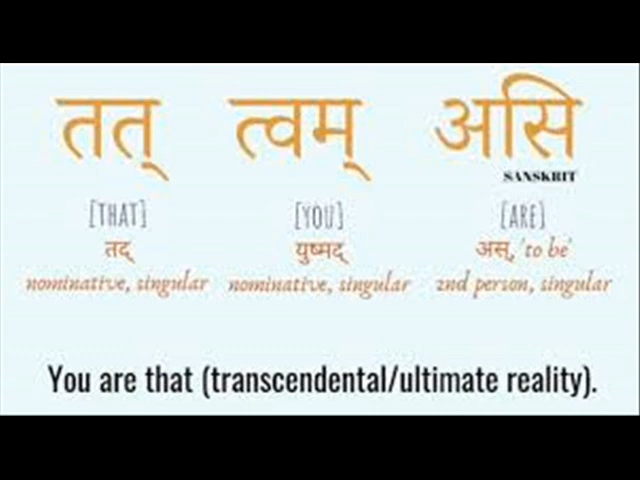 तत् त्वम् असि
SANSKRIT
[THAT] [YOU] [ARE]
तद् युष्मद् अस्, 'to be'
nominative, singular nominative, singular 2nd person, singular
You are that (transcendental/ultimate reality).